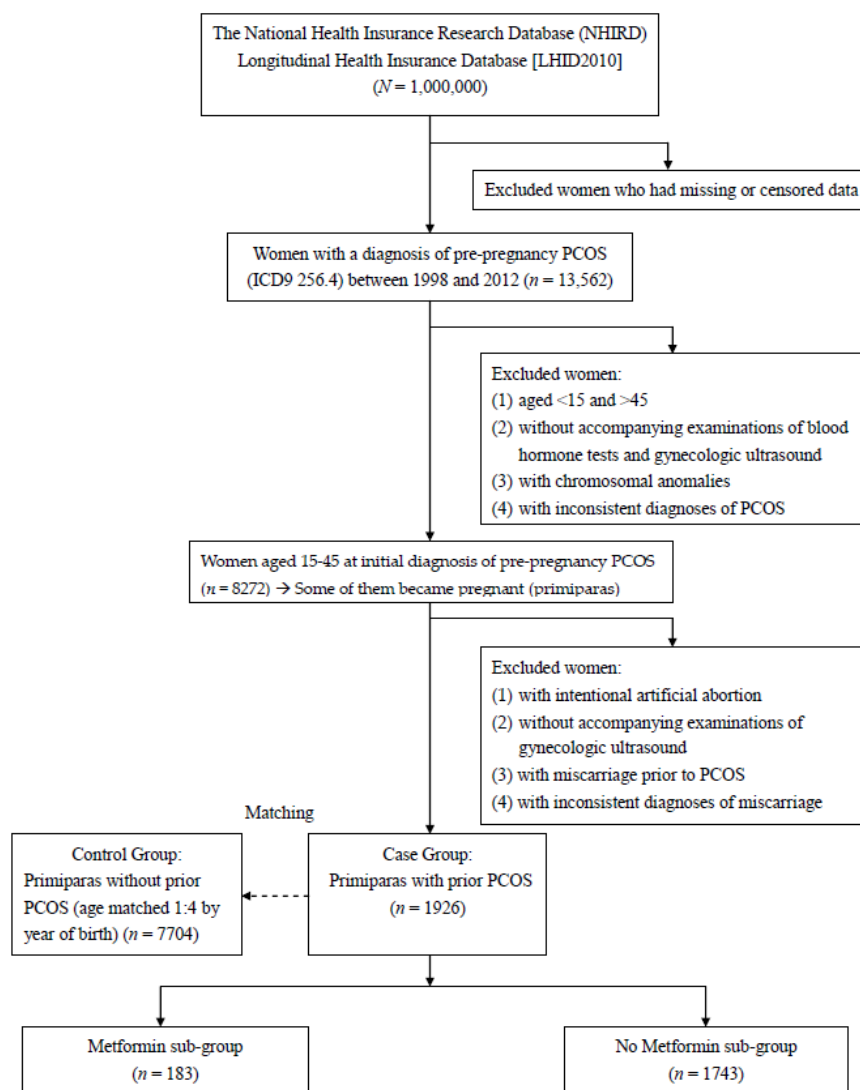 The National Health Insurance Research Database (NHIRD)
Longitudinal Health Insurance Database [LHID2010]
(N = 1,000,000)
Excluded women who had missing or censored data
Women with a diagnosis of pre-pregnancy PCOS
(ICD9 256.4) between 1998 and 2012 (n = 13,562)
Excluded women:
(1) aged <15 and >45
(2) without accompanying examinations of blood
hormone tests and gynecologic ultrasound
(3) with chromosomal anomalies
(4) with inconsistent diagnoses of PCOS
Women aged 15-45 at initial diagnosis of pre-pregnancy PCOS
(n = 8272) → Some of them became pregnant (primiparas)
Excluded women:
(1) with intentional artificial abortion
(2) without accompanying examinations of
gynecologic ultrasound
(3) with miscarriage prior to PCOS
(4) with inconsistent diagnoses of miscarriage
Matching
Control Group:
Primiparas without prior
PCOS (age matched 1:4 by
year of birth) (n = 7704)
Case Group:
Primiparas with prior PCOS
(n = 1926)
Metformin sub-group
(n = 183)
No Metformin sub-group
(n = 1743)